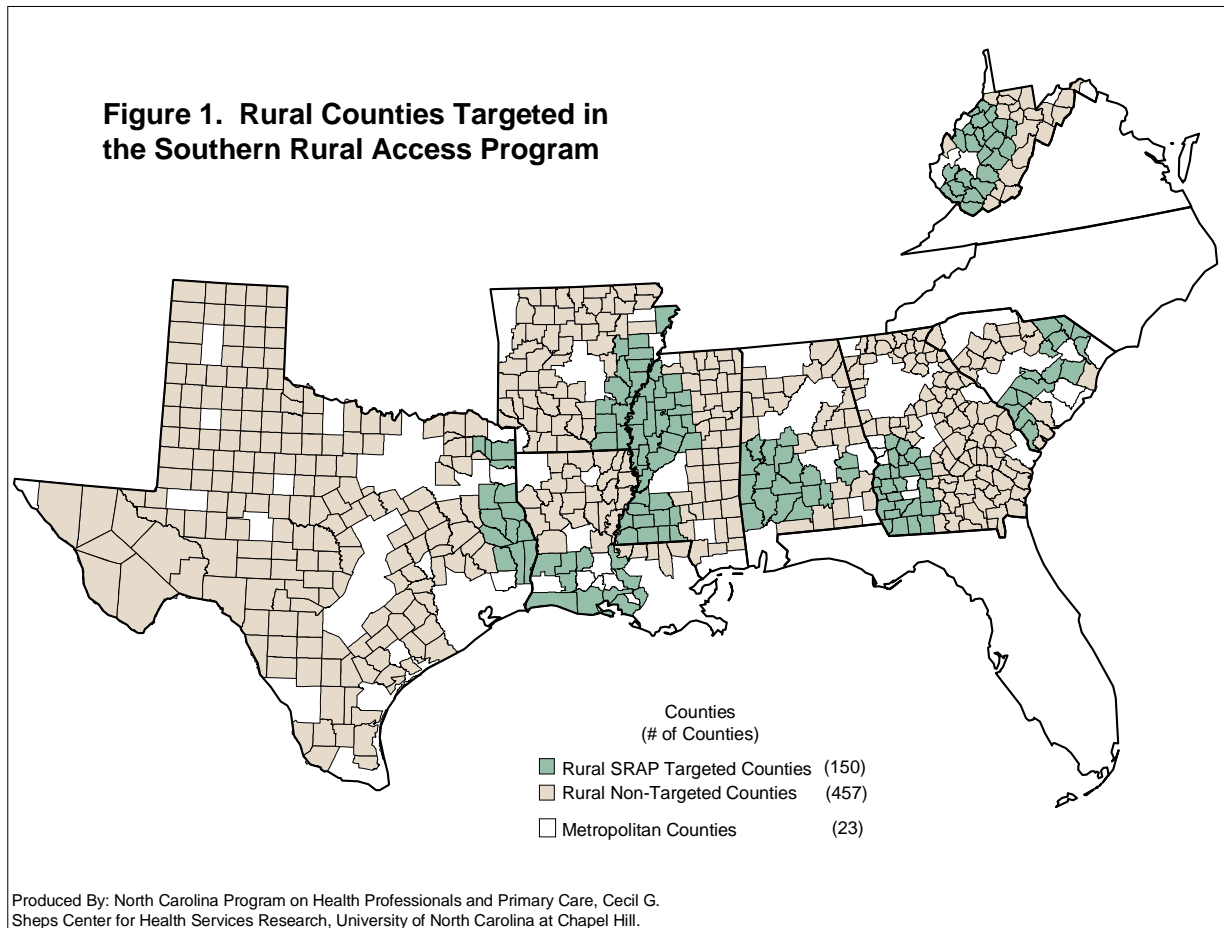 Figure 1.  Rural Counties Targeted in
the Southern Rural Access Program
Counties
(# of Counties)
Rural SRAP Targeted Counties (150)
Rural Non-Targeted Counties (457)
Metropolitan Counties (23)
Produced By: North Carolina Program on Health Professionals and Primary Care, Cecil G.
Sheps Center for Health Services Research, University of North Carolina at Chapel Hill.